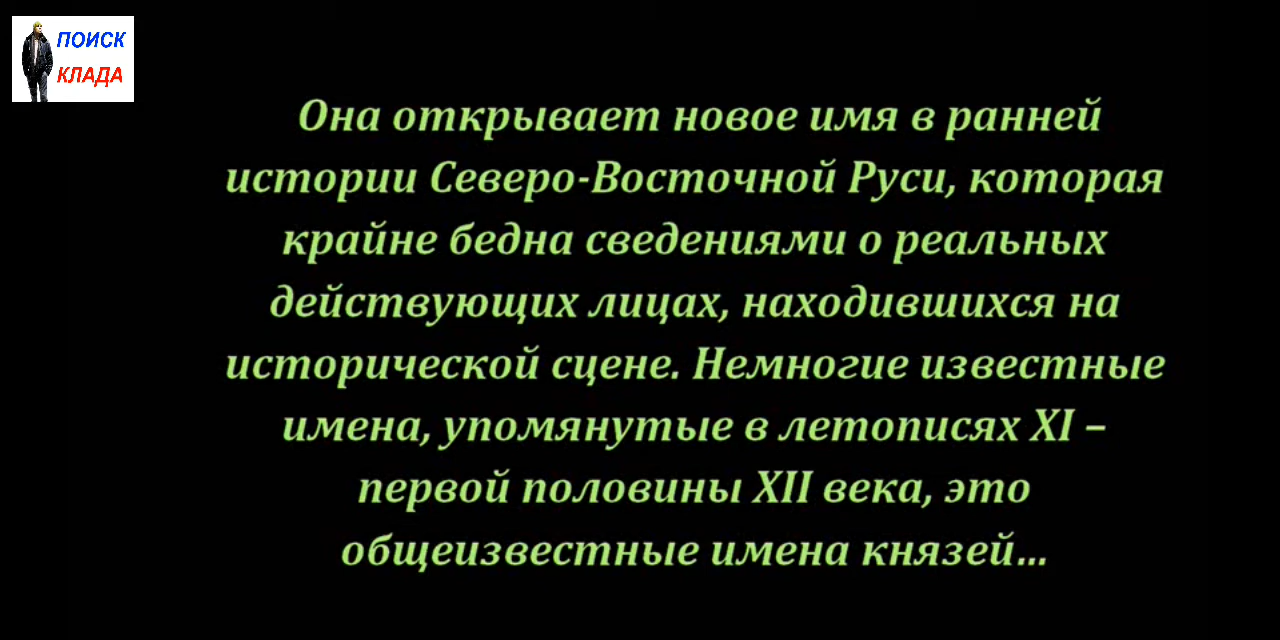 ПОИСК
КЛАДА
Она открывает новое имя в ранней
истории Северо-Восточной Руси, которая
крайне бедна сведениями о реальных
действующих лицах, находившихся на
исторической сцене. Немногие известные
имена, упомянутые в летописях XI –
первой половины XII века, это
общеизвестные имена князей...